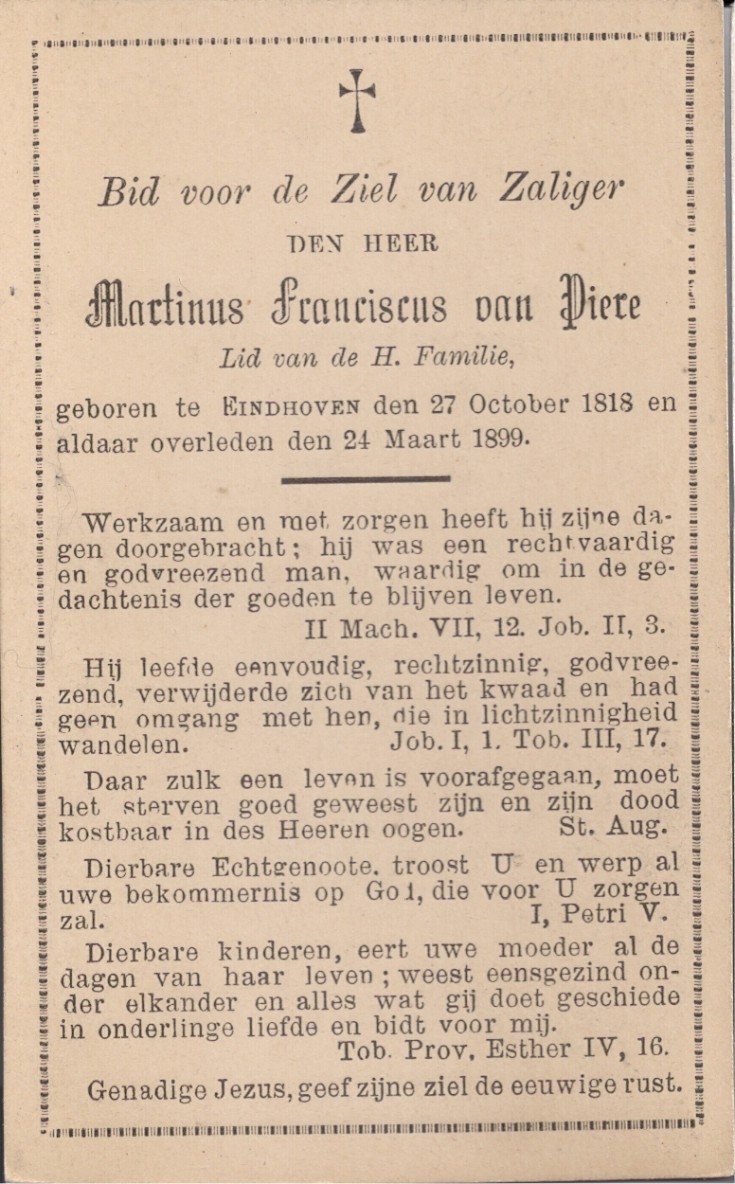 Bid voor de Ziel van Zaliger
DEN HEER
Martinus Franciscus van Piere
Lid van de H. Familie,
geboren te EINDHOVEN den 27 October 1818 en
aldaar overleden den 24 Maart 1899.
Werkzaam en met zorgen heeft hij zijne da-
gen doorgebracht; hij was een rechtvaardig
en godvreezend man, waardig om in de ge-
dachtenis der goeden te blijven leven.
II Mach. VII, 12. Job. II, 3.
Hij leefde eenvoudig, rechtzinnig, godvree-
zend, verwijderde zich van het kwaad en had
geen omgang met hen, die in lichtzinnigheid
wandelen. Job. I, 1. Tob. III, 17.
Daar zulk een leven is voorafgegaan, moet
het sterven goed geweest zijn en zijn dood
kostbaar in des Heeren oogen. St. Aug.
Dierbare Echtgenoote, troost U en werp al
uwe bekommernis op God, die voor U zorgen
zal. I, Petri V.
Dierbare kinderen, eert uwe moeder al de
dagen van haar leven; weest eensgezind on-
der elkander en alles wat gij doet geschiede
in onderlinge liefde en bidt voor mij.
Tob. Prov. Esther IV, 16.
Genadige Jezus, geef zijne ziel de eeuwige rust.